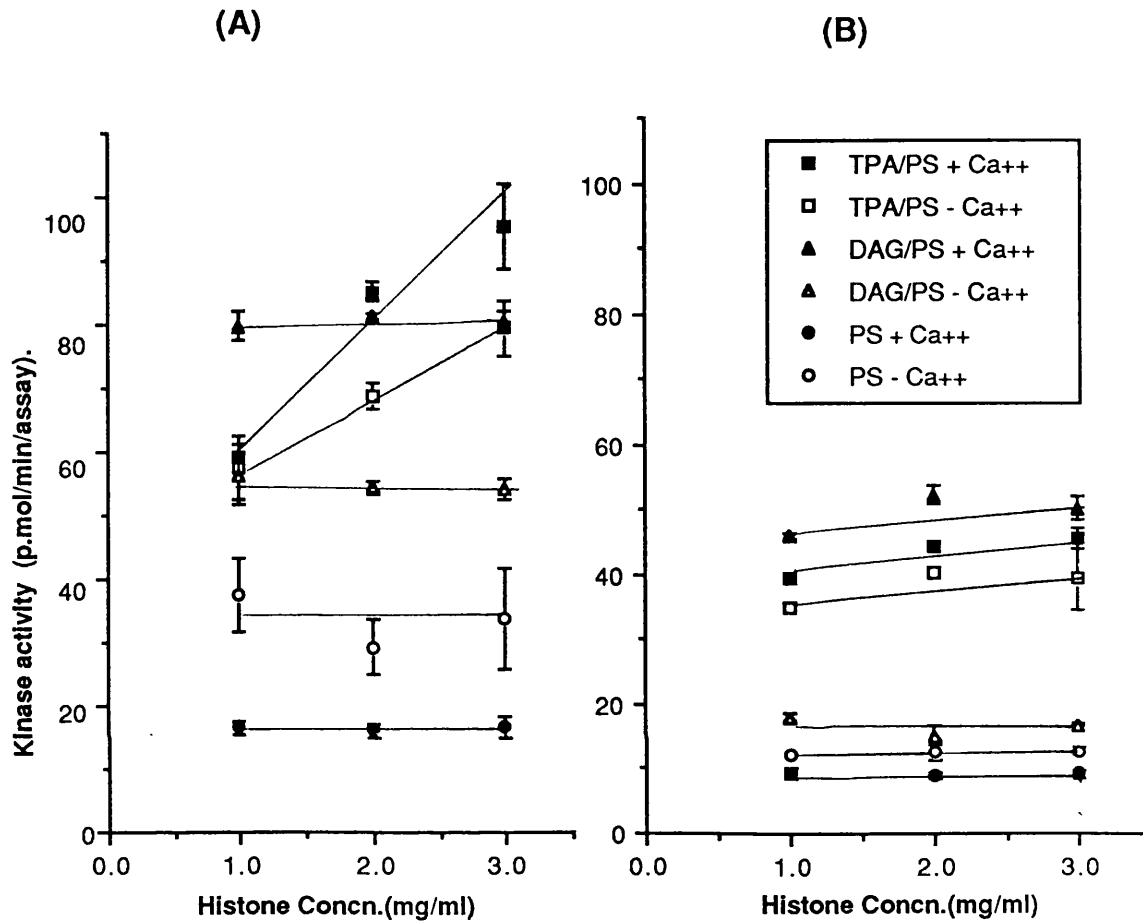 (A)
(B)
KInase activity (p.mol/min/assay).
100
80
60
40
20
0
0.0
1.0
2.0
3.0
Histone Concn.(mg/ml)
100
80
60
40
20
0
0.0
1.0
2.0
3.0
Histone Concn.(mg/ml)
TPA/PS + Ca++
TPA/PS - Ca++
DAG/PS + Ca++
DAG/PS - Ca++
PS + Ca++
PS - Ca++